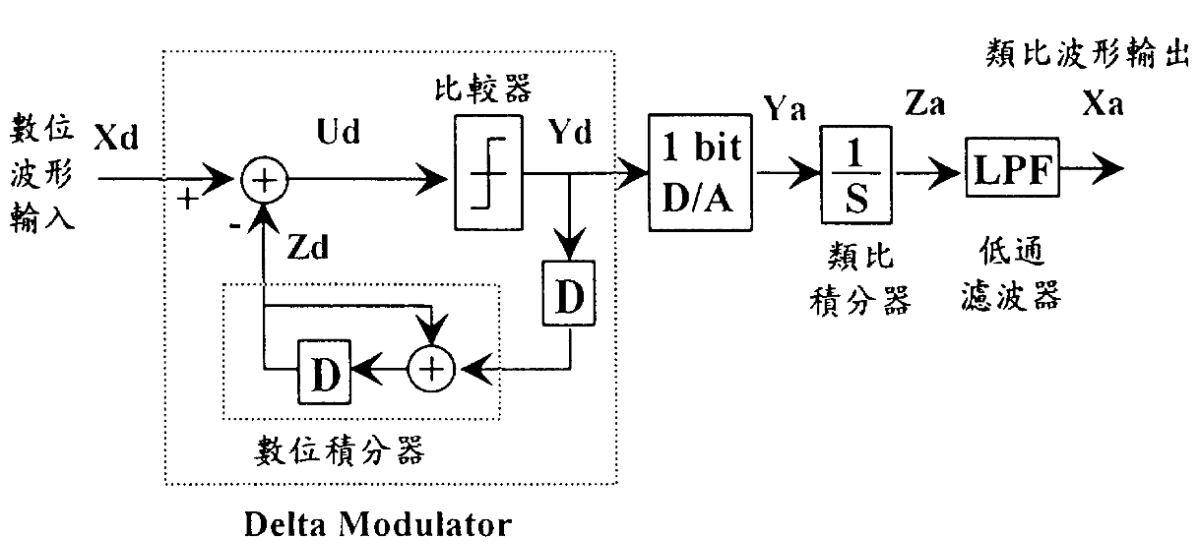 類比波形輸出
比較器
Ya
Za
Xa
數位
波形
輸入
Xd
Ud
Yd
1 bit
D/A
1
S
LPF
+
+
-
Zd
類比
積分器
低通
濾波器
D
D
+
數位積分器
Delta Modulator